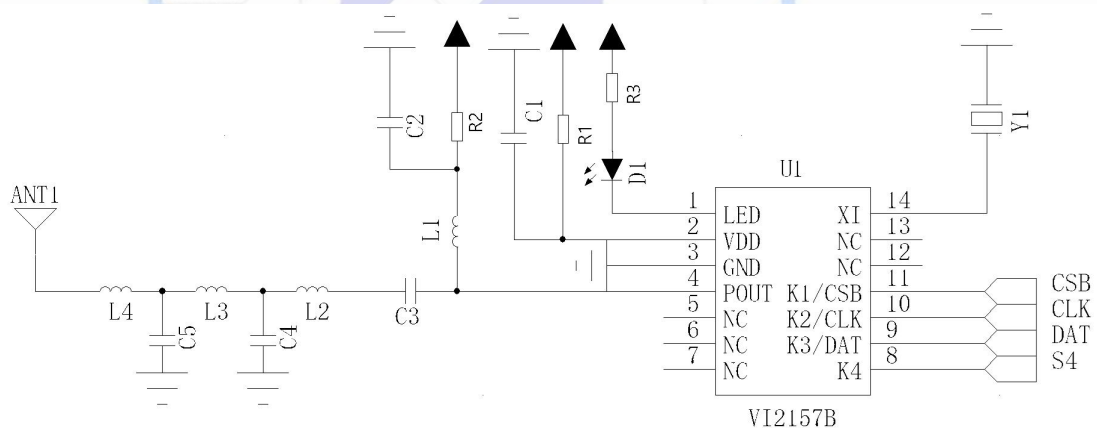 C2
R2
C1
R1
R3
D1
Y1
U1
ANT1
L1
L4
L3
L2
C3
C5
C4
1 LED
2 VDD
3 GND
4 POUT
5 NC
6 NC
7 NC
XI 14
NC 13
NC 12
K1/CSB 11 CSB
K2/CLK 10 CLK
K3/DAT 9 DAT
K4 8 S4
VI2157B